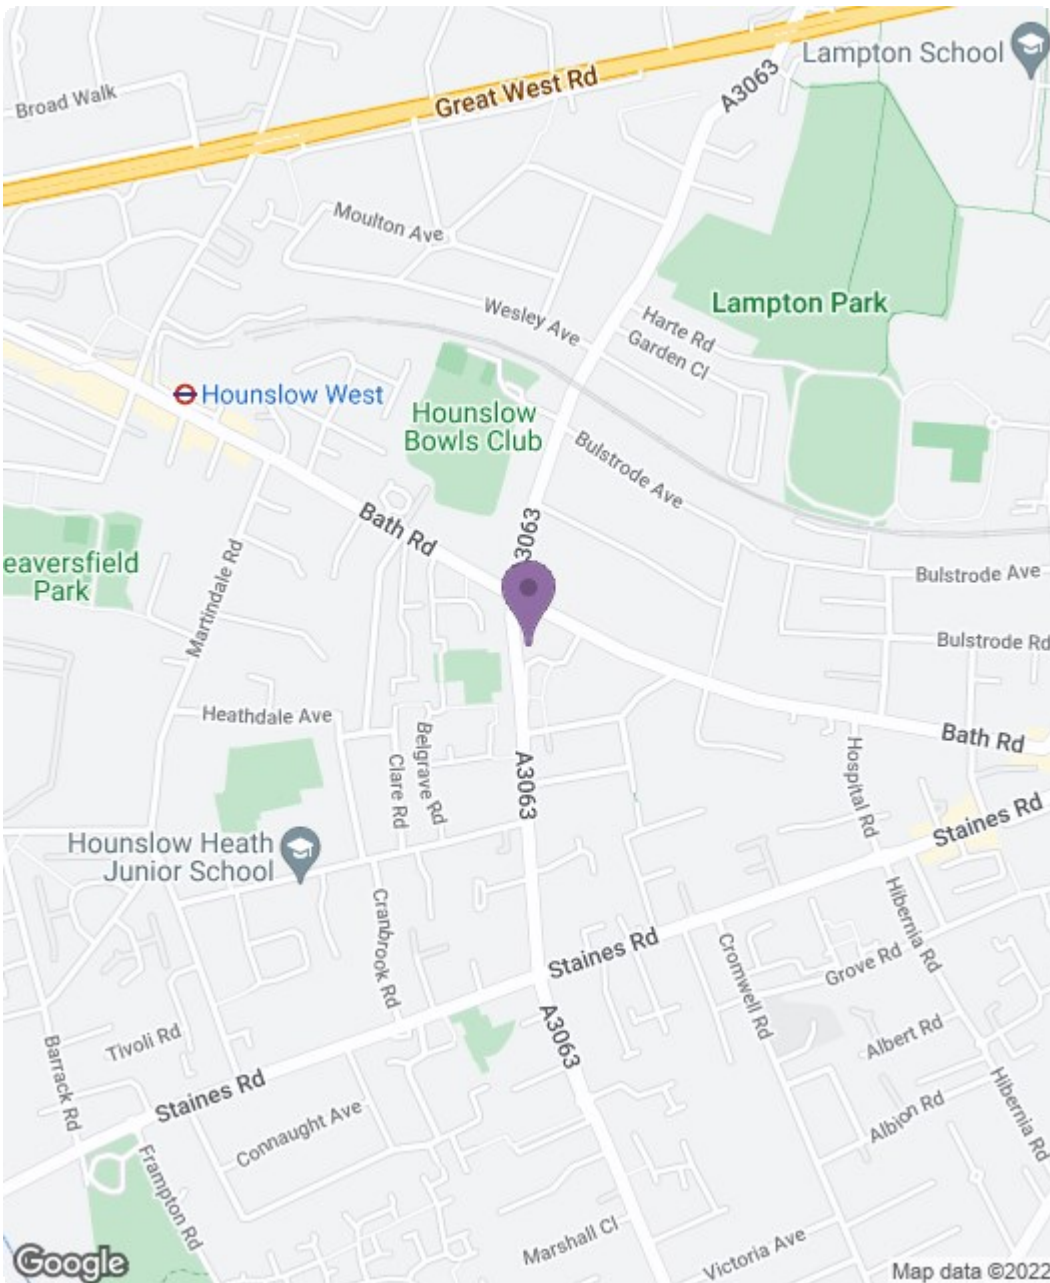 Lampton School
A3063
Great West Rd
Broad Walk
Moulton Ave
Wesley Ave
Lampton Park
Harte Rd
Garden Cl
Hounslow West
Hounslow
Bowls Club
Bulstrode Ave
Bath Rd
3063
eaversfield
Park
Martindale Rd
Bulstrode Ave
Bulstrode Rd
Heathdale Ave
Belgrave Rd
Clare Rd
A3063
Bath Rd
Hospital Rd
Staines Rd
Hounslow Heath
Junior School
Cranbrook Rd
Hibernia Rd
Staines Rd
Cromwell Rd
Grove Rd
A3063
Tivoli Rd
Barrack Rd
Albert Rd
Staines Rd
Connaught Ave
Hibernia Rd
Albion Rd
Frampton Rd
Marshall Cl
Victoria Ave
Google
Map data ©2022